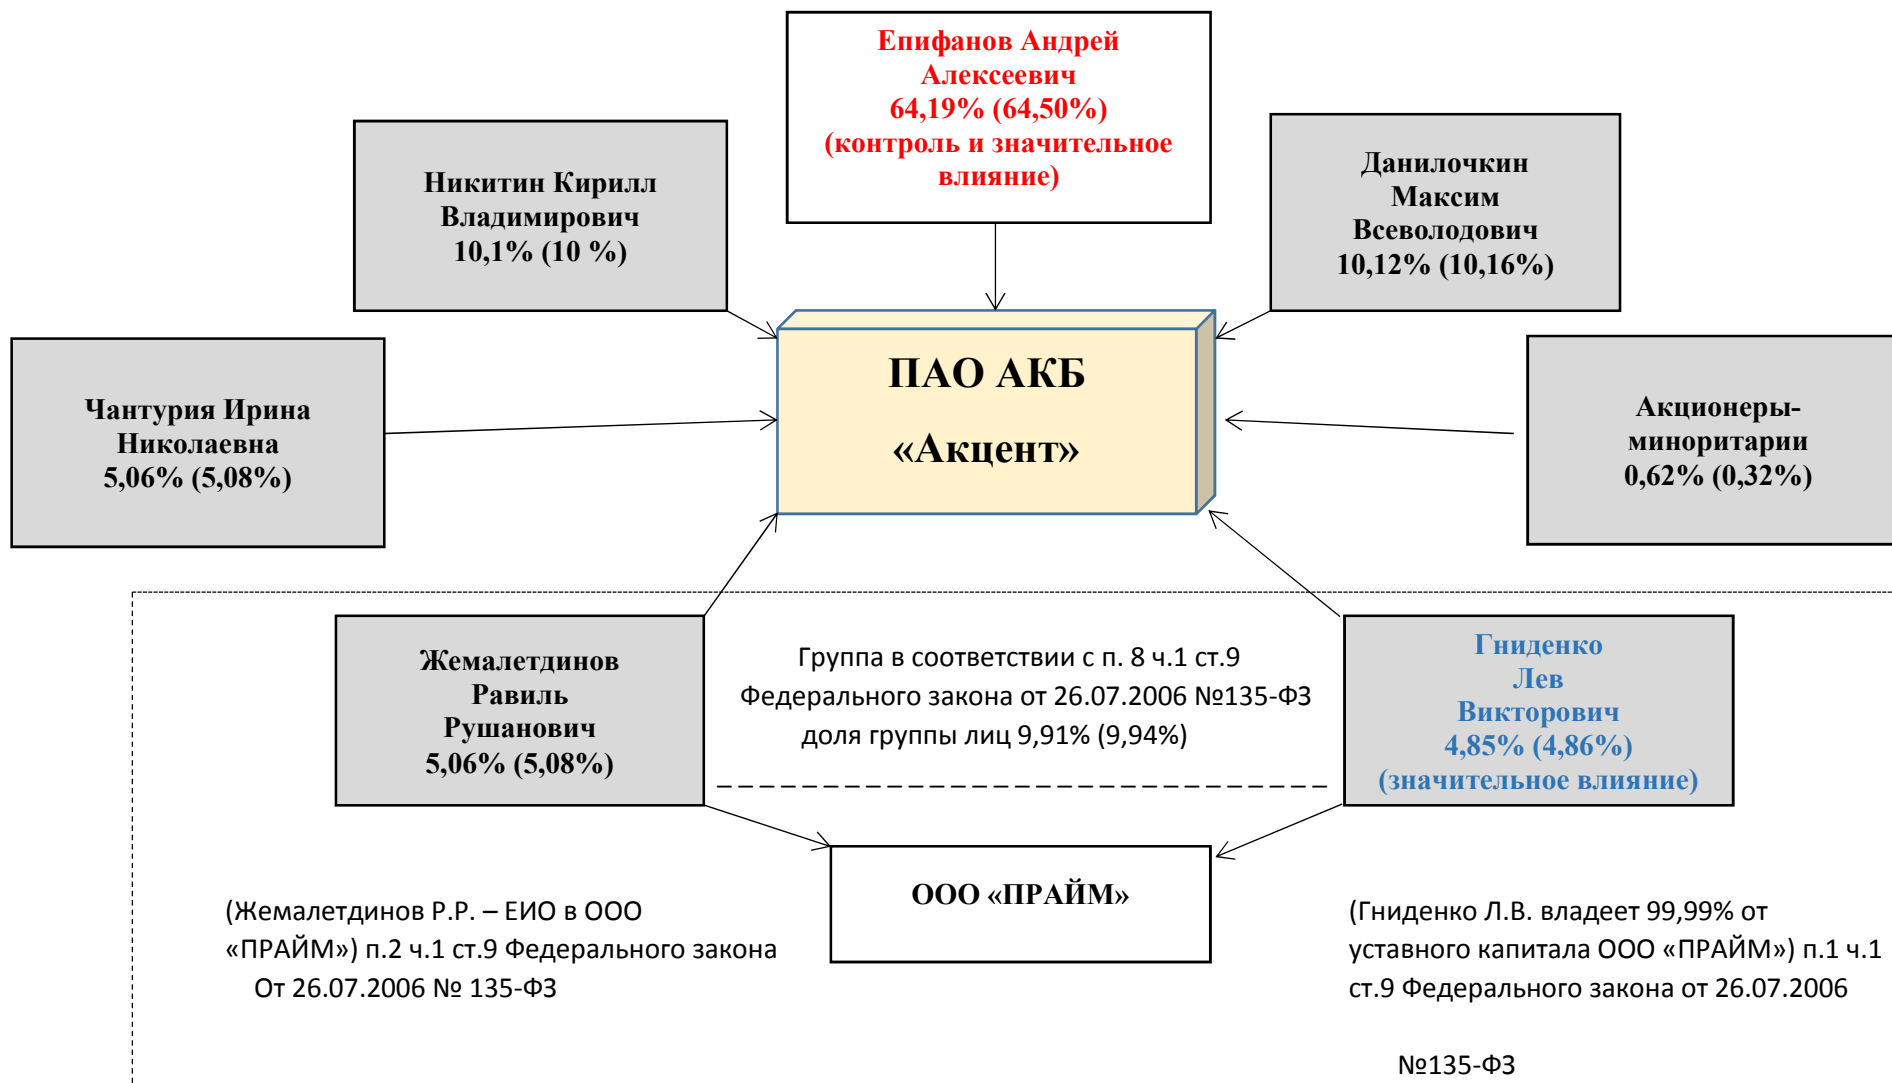 Епифанов Андрей
Алексеевич
64,19% (64,50%)
(контроль и значительное
влияние)
Никитин Кирилл
Владимирович
10,1% (10 %)
Данилочкин
Максим
Всеволодович
10,12% (10,16%)
ПАО АКБ
«Акцент»
Чантурия Ирина
Николаевна
5,06% (5,08%)
Акционеры-
миноритарии
0,62% (0,32%)
Жемалетдинов
Равиль
Рушанович
5,06% (5,08%)
Группа в соответствии с п. 8 ч.1 ст.9
Федерального закона от 26.07.2006 №135-ФЗ
доля группы лиц 9,91% (9,94%)
Гниденко
Лев
Викторович
4,85% (4,86%)
(значительное влияние)
ООО «ПРАЙМ»
(Жемалетдинов Р.Р. – ЕИО в ООО
«ПРАЙМ») п.2 ч.1 ст.9 Федерального закона
От 26.07.2006 № 135-ФЗ
(Гниденко Л.В. владеет 99,99% от
уставного капитала ООО «ПРАЙМ») п.1 ч.1
ст.9 Федерального закона от 26.07.2006
№135-ФЗ